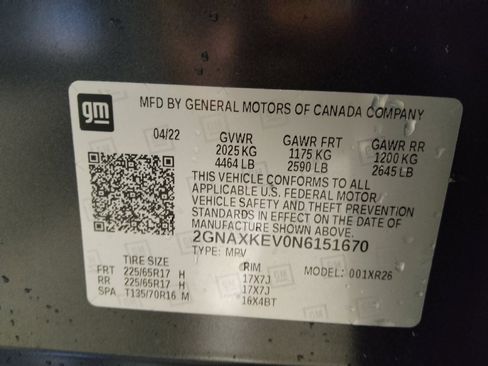 gm
MFD BY GENERAL MOTORS OF CANADA COMPANY
04/22 GVWR GAWR FRT GAWR RR
2025 KG 1175 KG 1200 KG
4464 LB 2590 LB 2645 LB
THIS VEHICLE CONFORMS TO ALL
APPLICABLE U.S. FEDERAL MOTOR
VEHICLE SAFETY AND THEFT PREVENTION
STANDARDS IN EFFECT ON THE DATE OF
MANUFACTURE SHOWN ABOVE.
2GNAXKEV0N6151670
TYPE: MPV
TIRE SIZE RIM MODEL: 001XR26
FRT 225/65R17 H 17X7J
RR 225/65R17 H 17X7J
SPA T135/70R16 M 16X4BT